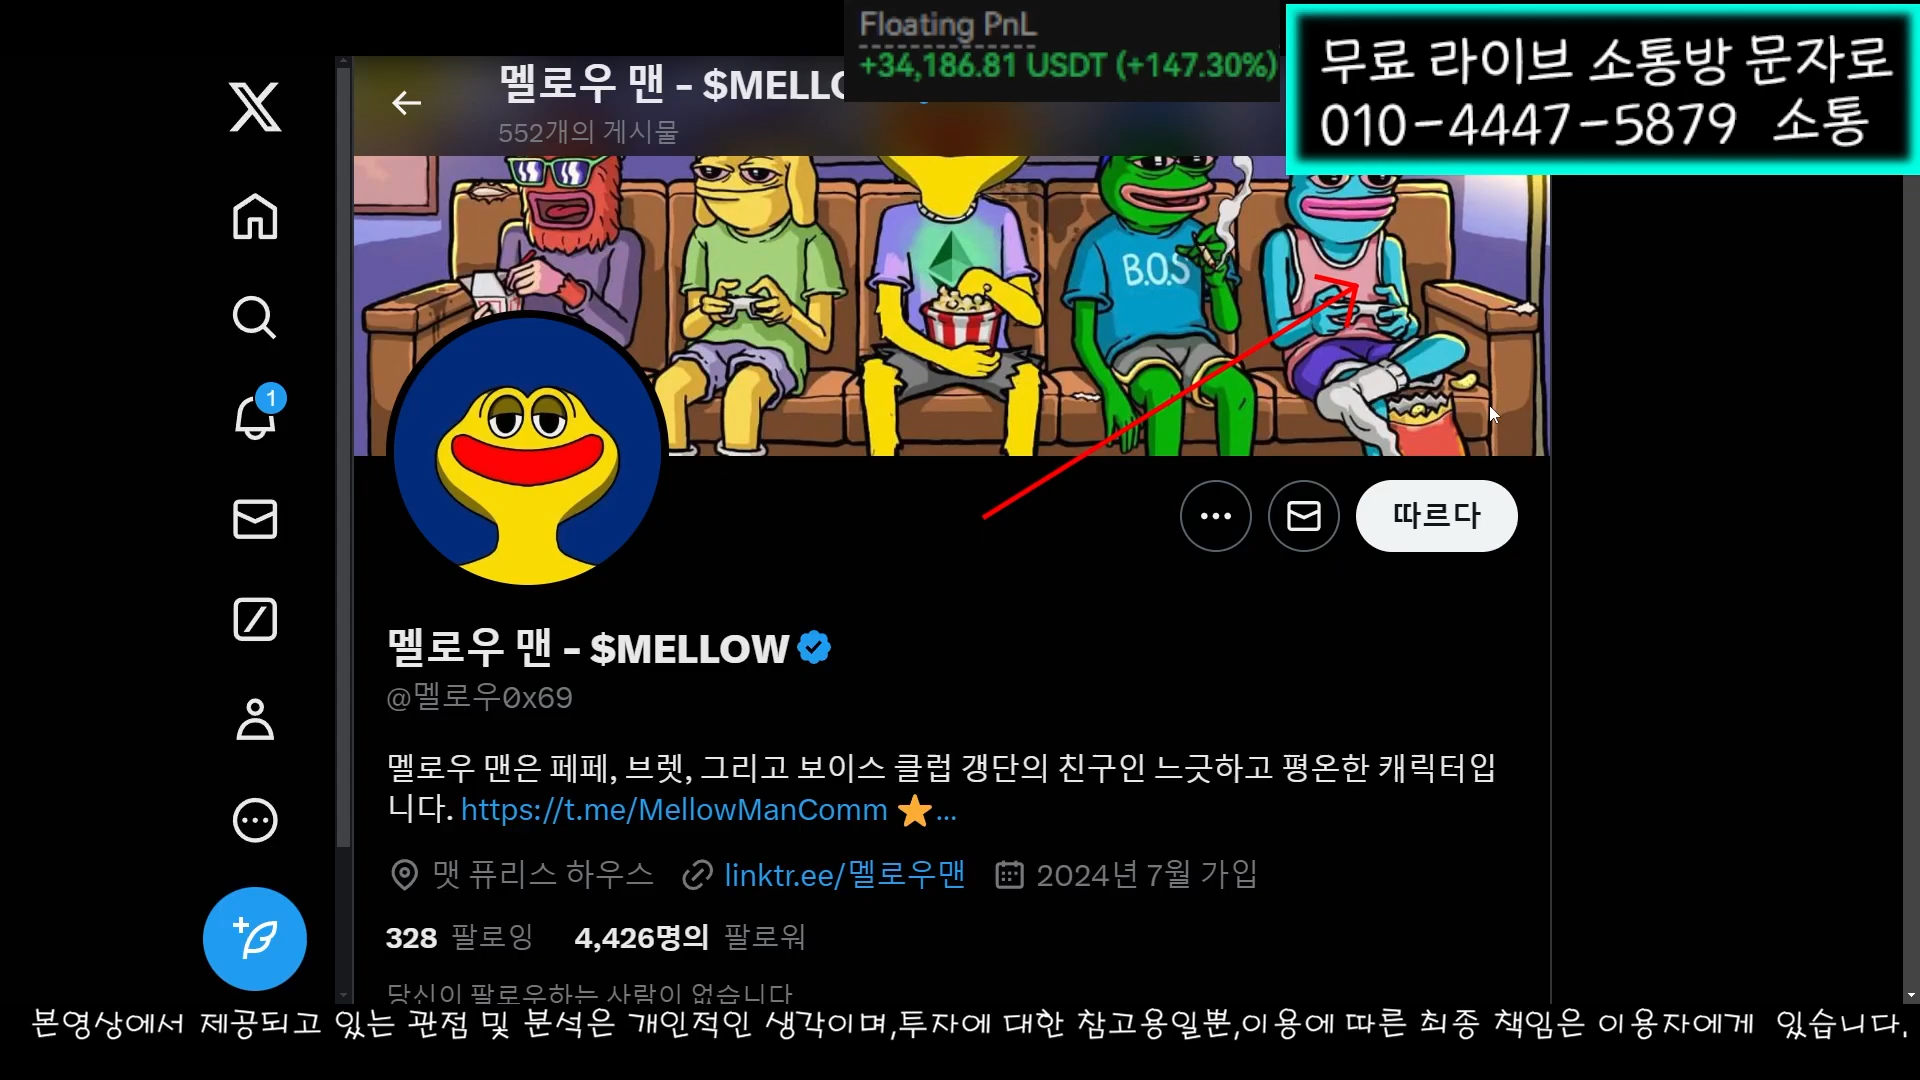 Floating PnL
+34,186.81 USDT (+147.30%)
무료 라이브 소통방 문자로
010-4447-5879 소통
멜로우 맨 - $MELLO
552개의 게시물
B.O.S
1
따르다
멜로우 맨 - $MELLOW
@멜로우0x69
멜로우 맨은 페페, 브렛, 그리고 보이스 클럽 갱단의 친구인 느긋하고 평온한 캐릭터입
니다. https://t.me/MellowManComm ⭐...
맷 퓨리스 하우스 linktr.ee/멜로우맨 2024년 7월 가입
328 팔로잉 4,426명의 팔로워
당신이 팔로우하는 사람이 없습니다
본영상에서 제공되고 있는 관점 및 분석은 개인적인 생각이며,투자에 대한 참고용일뿐,이용에 따른 최종 책임은 이용자에게 있습니다.